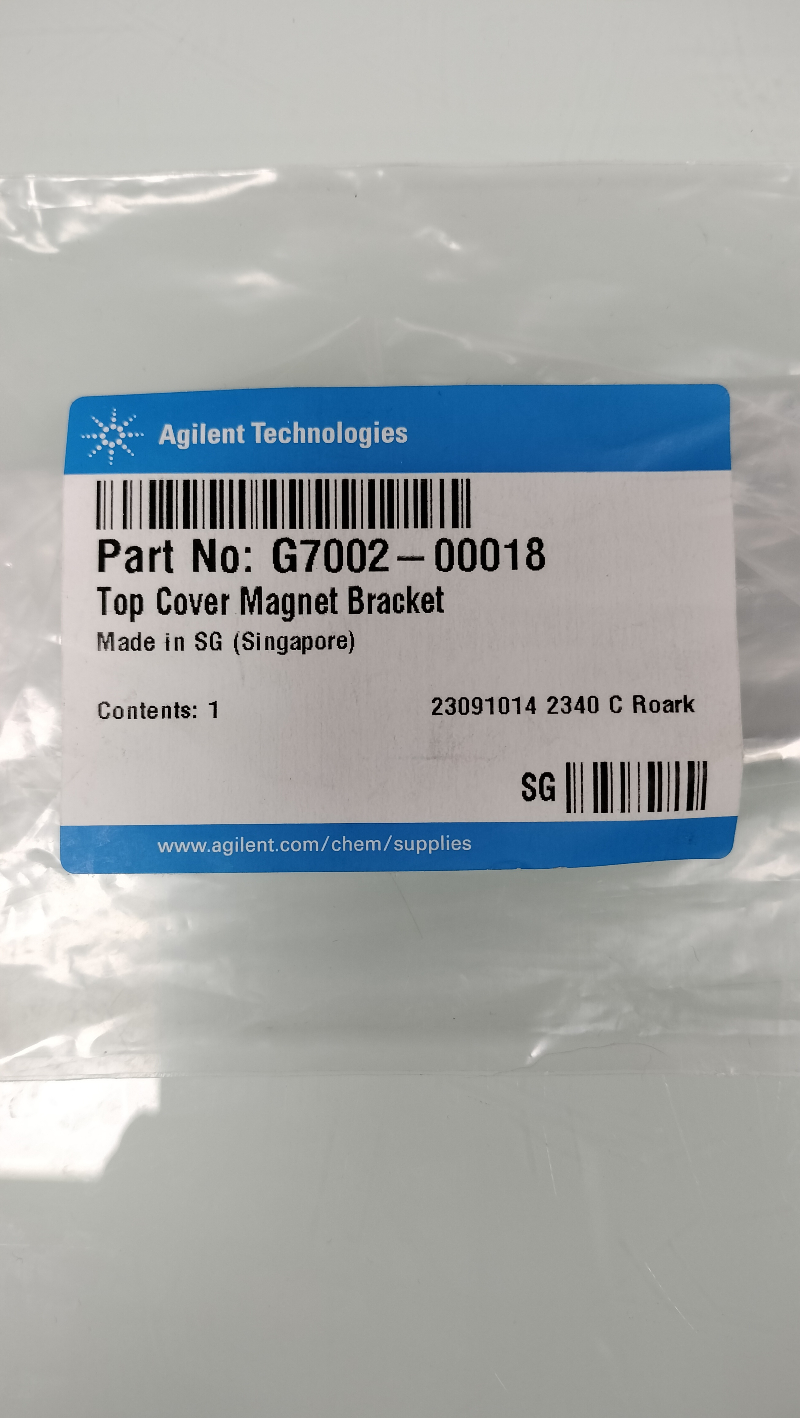 Agilent Technologies
Part No: G7002-00018
Top Cover Magnet Bracket
Made in SG (Singapore)
Contents: 1 23091014 2340 C Roark
SG
www.agilent.com/chem/supplies